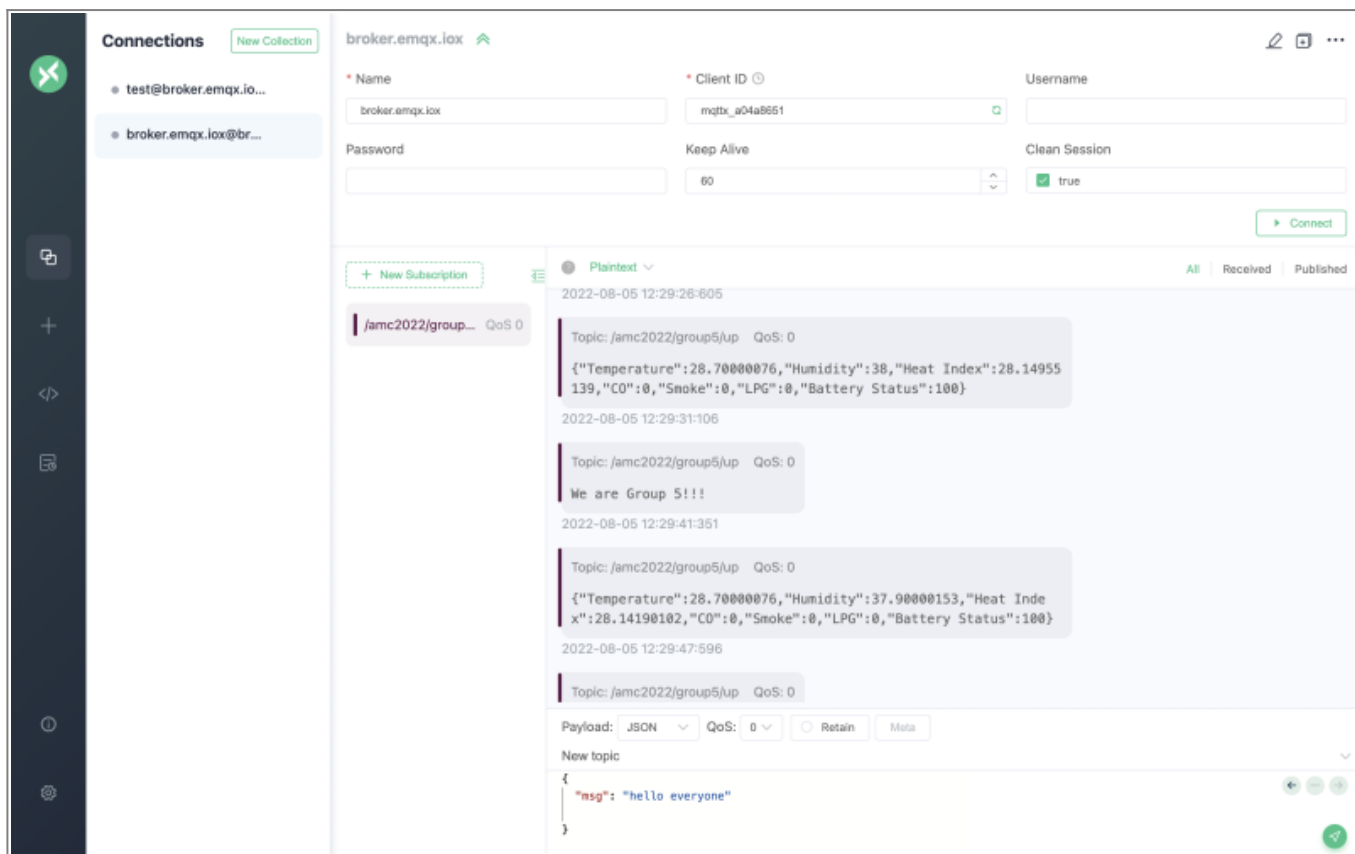 Connections
New Collection
test@broker.emqx.io...
broker.emqx.iox@br...
broker.emqx.iox
* Name
* Client ID
Username
broker.emqx.iox
mqttx_a04a8651
Password
Keep Alive
Clean Session
60
true
Connect
+ New Subscription
Plaintext
All
Received
Published
/amc2022/group... QoS 0
2022-08-05 12:29:26:605
Topic: /amc2022/group5/up QoS: 0
{"Temperature":28.70000076,"Humidity":38,"Heat Index":28.14955
139,"CO":0,"Smoke":0,"LPG":0,"Battery Status":100}
2022-08-05 12:29:31:106
Topic: /amc2022/group5/up QoS: 0
We are Group 5!!!
2022-08-05 12:29:41:351
Topic: /amc2022/group5/up QoS: 0
{"Temperature":28.70000076,"Humidity":37.90000153,"Heat Inde
x":28.14190102,"CO":0,"Smoke":0,"LPG":0,"Battery Status":100}
2022-08-05 12:29:47:596
Topic: /amc2022/group5/up QoS: 0
Payload: JSON QoS: 0 Retain Meta
New topic
{
"msg": "hello everyone"
}